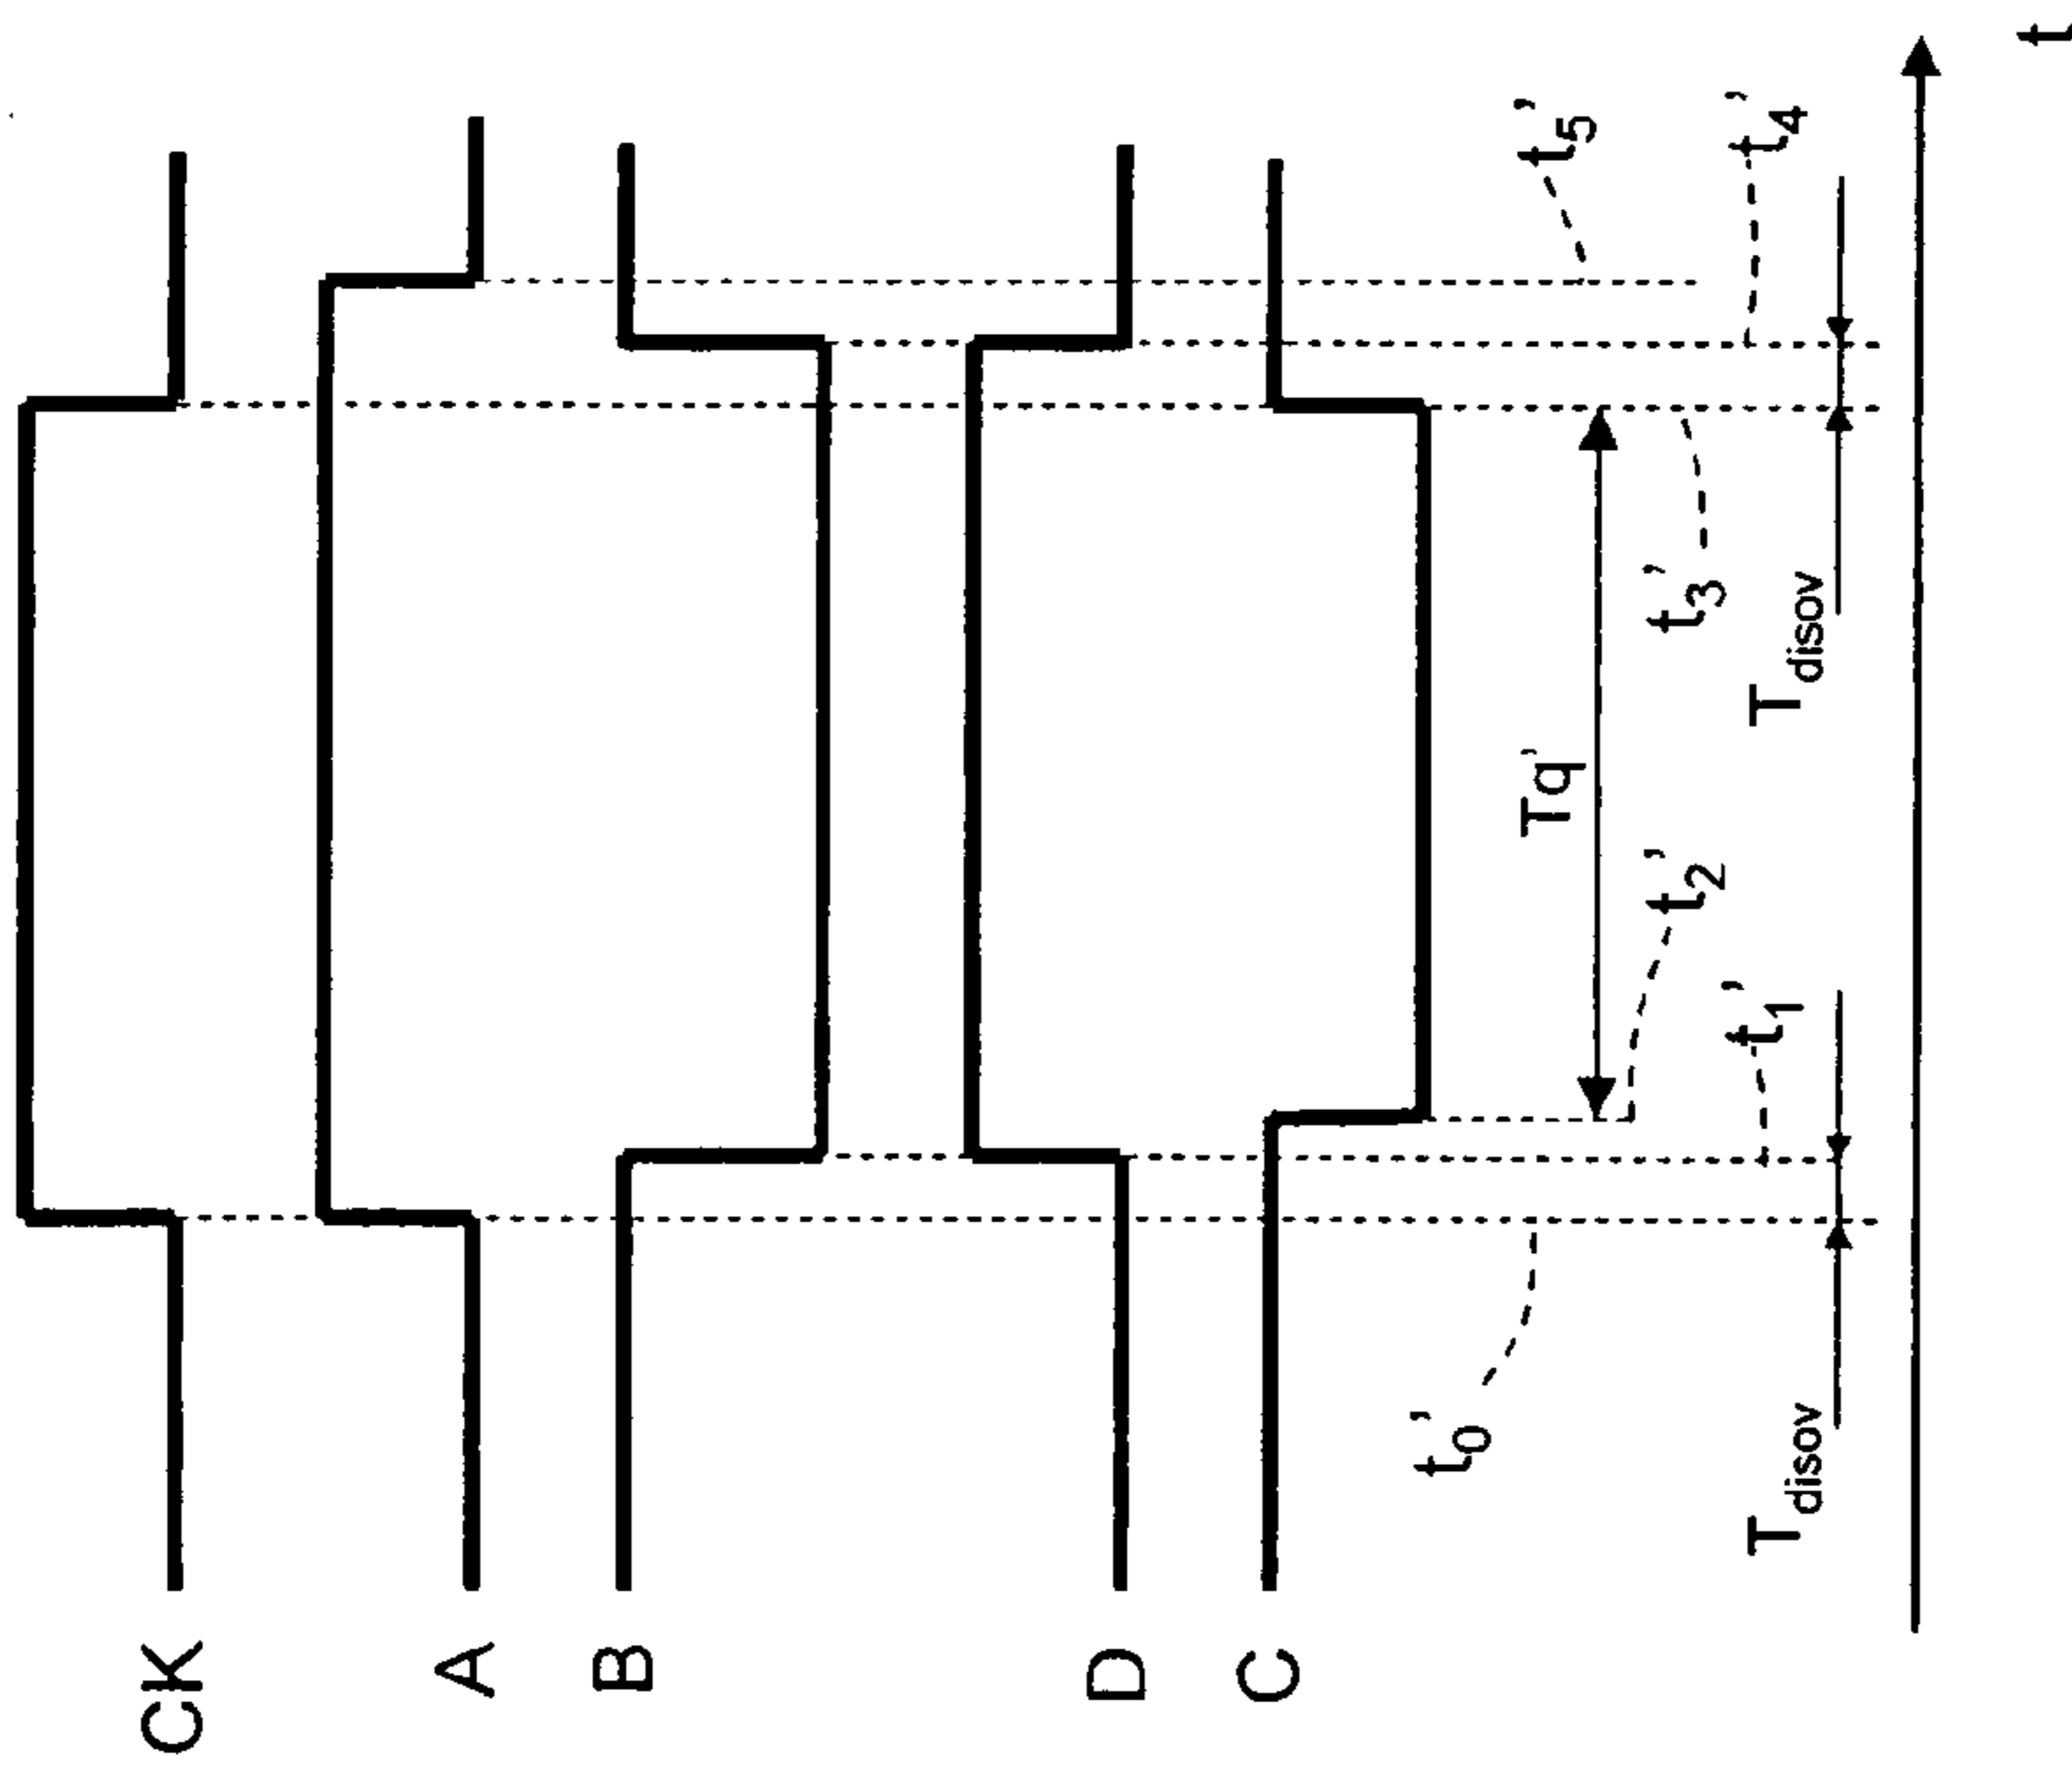 CK
A
B
D
C
t0'
t5'
Tq'
t2'
t3'
t1'
t4'
Tdisov
Tdisov
t